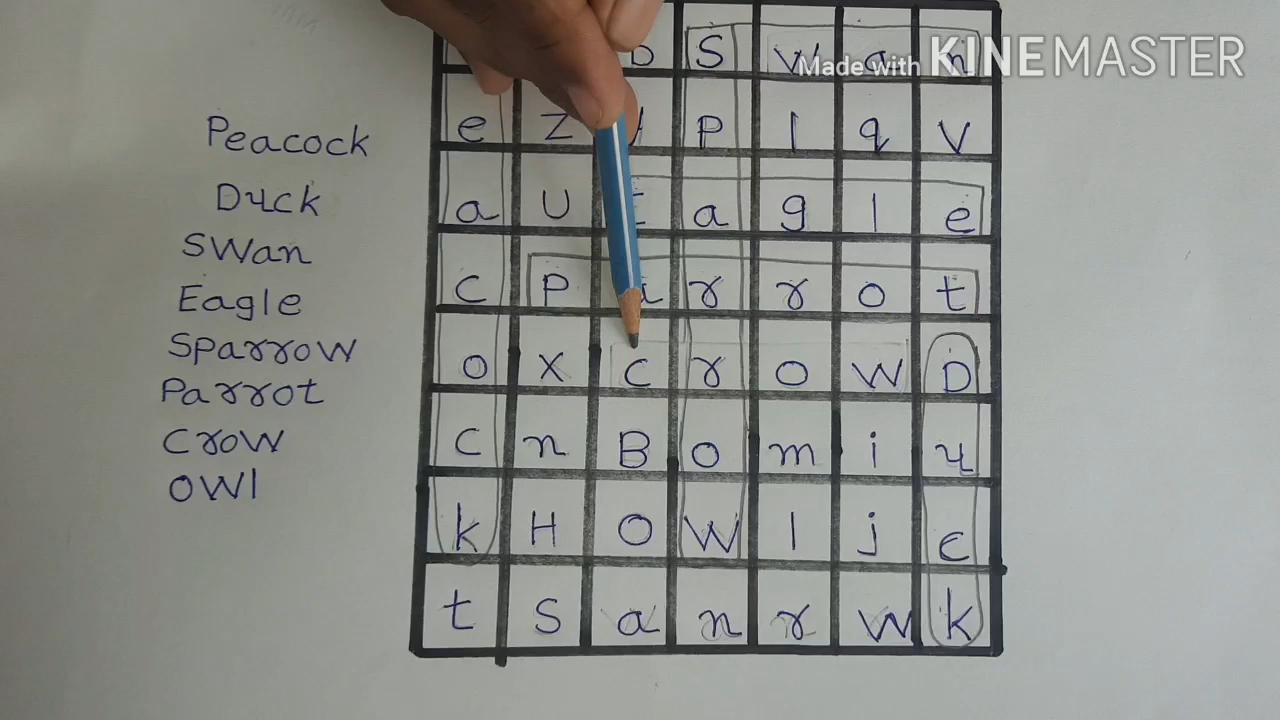 S w a n
Made with KINEMASTER
e z p l q v
Peacock
a U a g l e
Duck
Swan
c P a r r o t
Eagle
Sparrow
o x c r o w D
Parrot
Crow
c n B o m i u
Owl
k H O W l j c
t S a n r w k